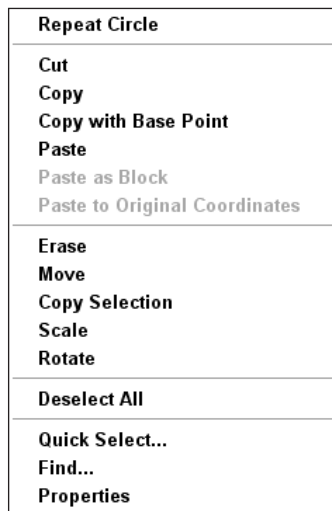 Repeat Circle
Cut
Copy
Copy with Base Point
Paste
Paste as Block
Paste to Original Coordinates
Erase
Move
Copy Selection
Scale
Rotate
Deselect All
Quick Select...
Find...
Properties